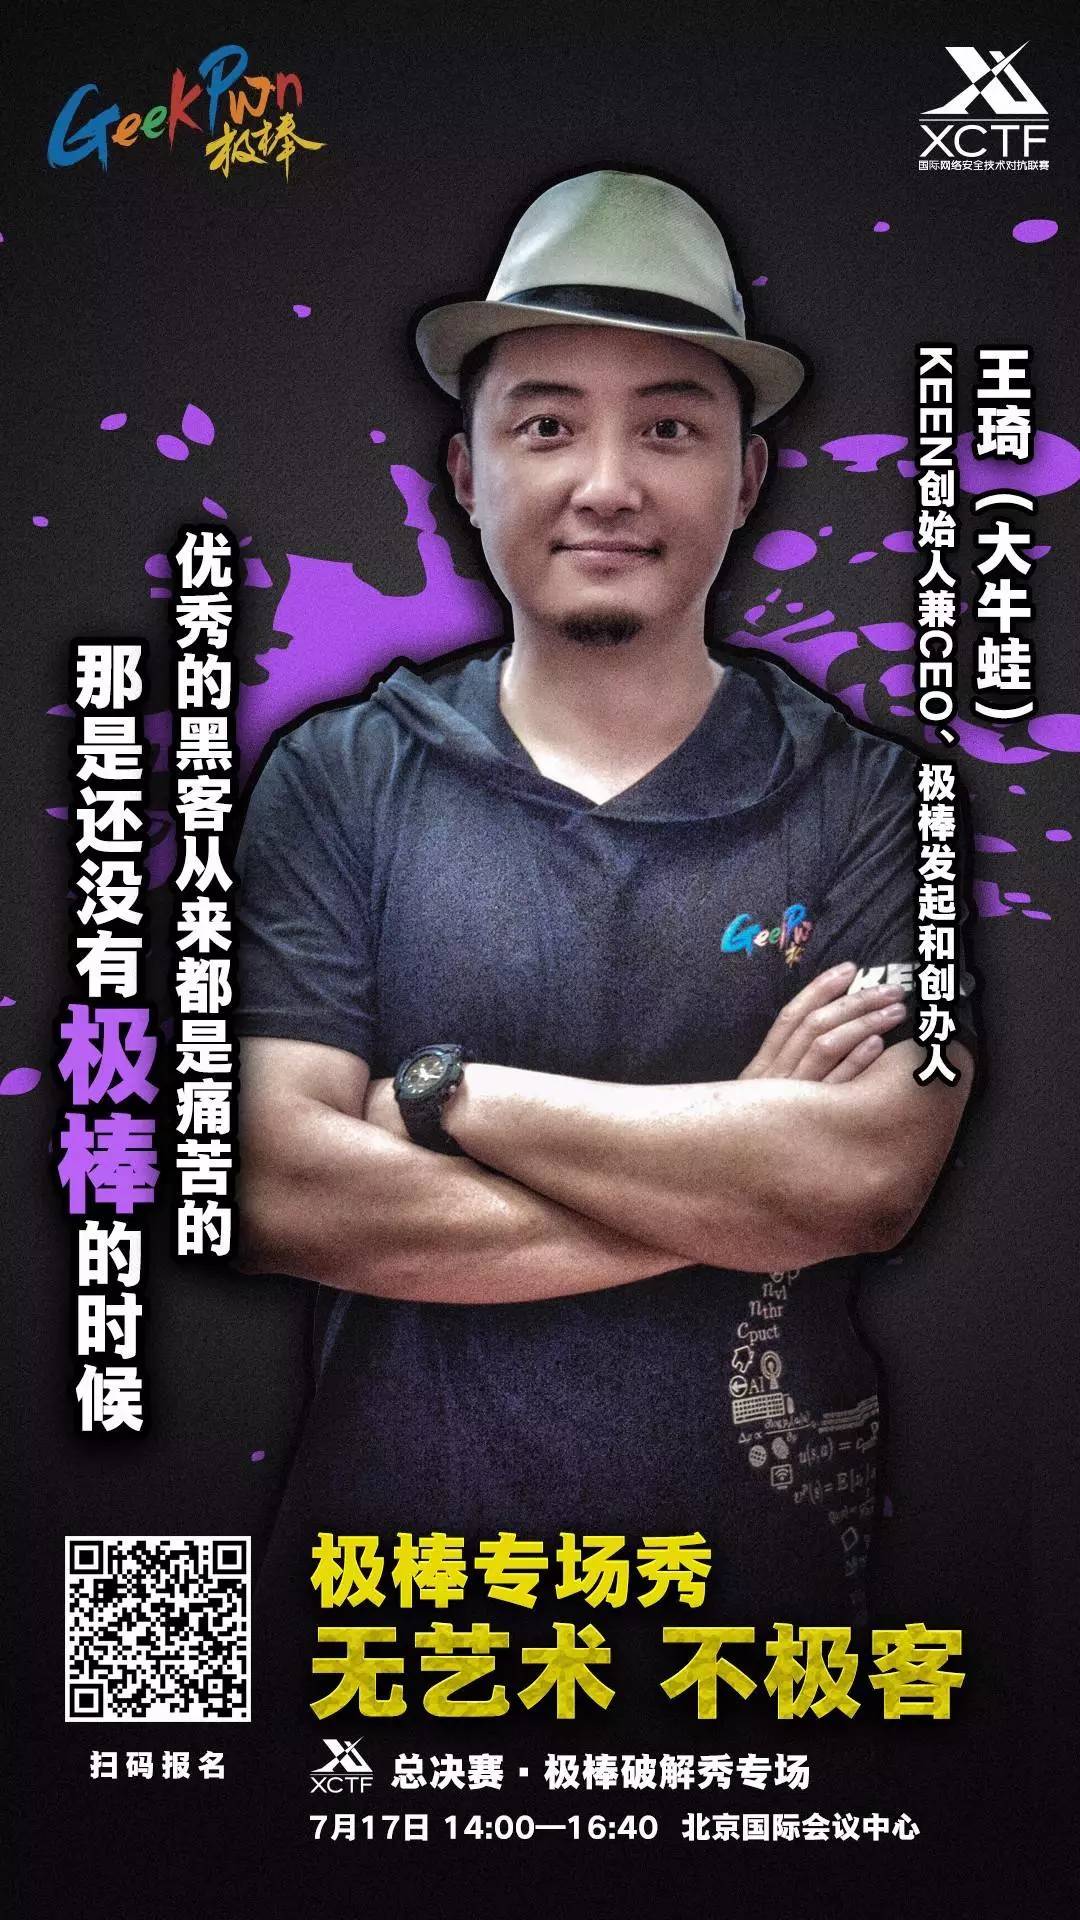 GeekPwn
极棒
XCTF
国际网络安全技术对抗联赛
王琦（大牛蛙）
KEEN创始人兼CEO、极棒发起和创办人
优秀的黑客从来都是痛苦的
那是还没有极棒的时候
GeekPwn
nvl
nthr
Cpuct
AI
极棒专场秀
无艺术 不极客
扫码报名
XCTF 总决赛·极棒破解秀专场
7月17日 14:00—16:40 北京国际会议中心